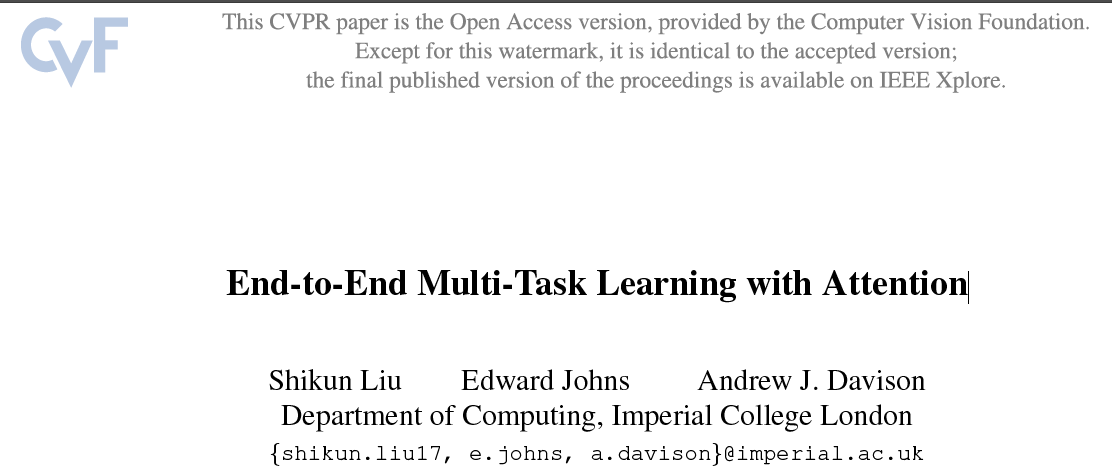 CVF
This CVPR paper is the Open Access version, provided by the Computer Vision Foundation.
Except for this watermark, it is identical to the accepted version;
the final published version of the proceedings is available on IEEE Xplore.
End-to-End Multi-Task Learning with Attention
Shikun Liu Edward Johns Andrew J. Davison
Department of Computing, Imperial College London
{shikun.liu17, e.johns, a.davison}@imperial.ac.uk